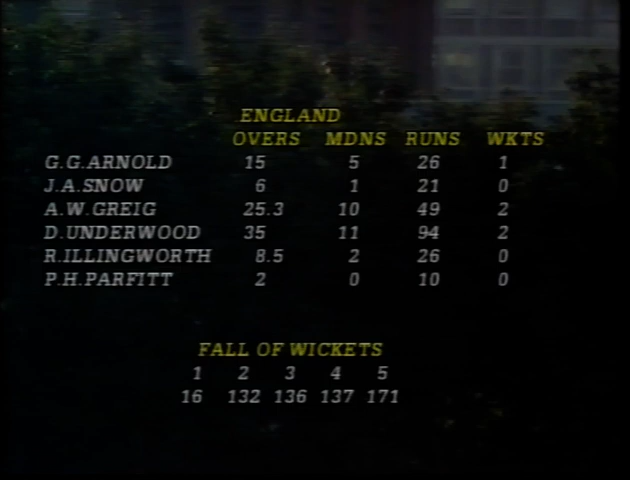 ENGLAND
OVERS MDNS RUNS WKTS
G.G.ARNOLD 15 5 26 1
J.A.SNOW 6 1 21 0
A.W.GREIG 25.3 10 49 2
D.UNDERWOOD 35 11 94 2
R.ILLINGWORTH 8.5 2 26 0
P.H.PARFITT 2 0 10 0
FALL OF WICKETS
1 2 3 4 5
16 132 136 137 171